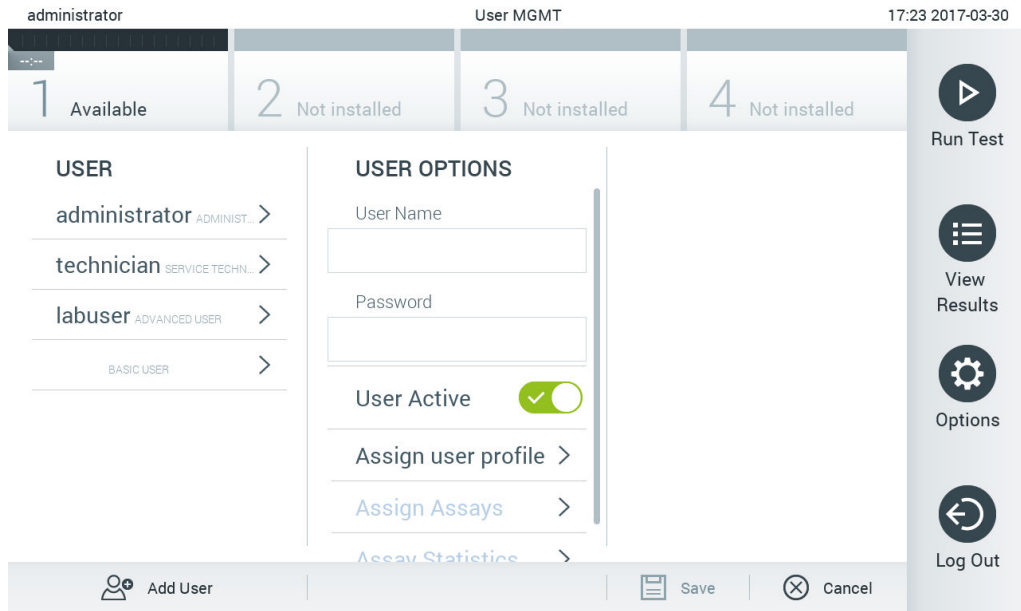 administrator User MGMT 17:23 2017-03-30
--:--
1 Available 2 Not installed 3 Not installed 4 Not installed
Run Test
USER
administrator ADMINIST...
technician SERVICE TECHN...
labuser ADVANCED USER
BASIC USER
USER OPTIONS
User Name
Password
User Active
Assign user profile
Assign Assays
Assay Statistics
View
Results
Options
Log Out
Add User Save Cancel